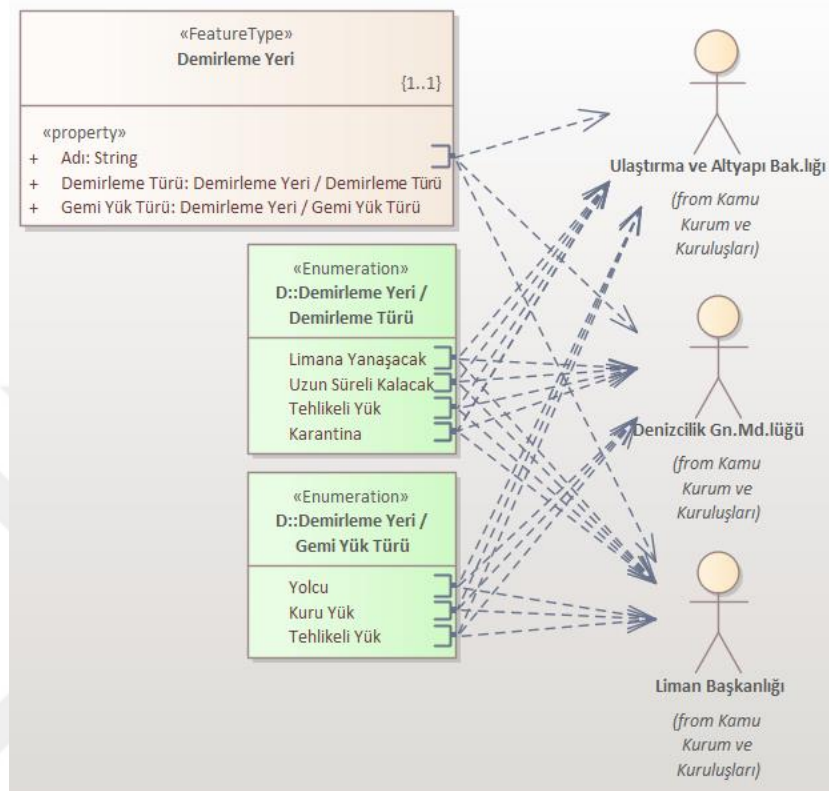 «FeatureType»
Demirleme Yeri
{1..1}
«property»
+ Adı: String
+ Demirleme Türü: Demirleme Yeri / Demirleme Türü
+ Gemi Yük Türü: Demirleme Yeri / Gemi Yük Türü
«Enumeration»
D::Demirleme Yeri /
Demirleme Türü
Limana Yanaşacak
Uzun Süreli Kalacak
Tehlikeli Yük
Karantina
«Enumeration»
D::Demirleme Yeri /
Gemi Yük Türü
Yolcu
Kuru Yük
Tehlikeli Yük
Ulaştırma ve Altyapı Bak.lığı
(from Kamu
Kurum ve
Kuruluşları)
Denizcilik Gn.Md.lüğü
(from Kamu
Kurum ve
Kuruluşları)
Liman Başkanlığı
(from Kamu
Kurum ve
Kuruluşları)